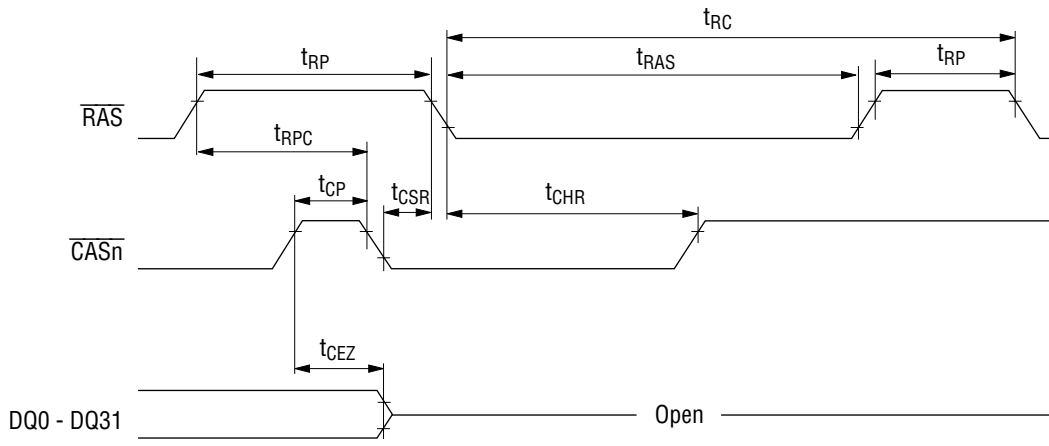 tRC
tRP
tRAS
tRP
RAS
tRPC
tCP
tCSR
tCHR
CASn
tCEZ
DQ0 - DQ31
Open